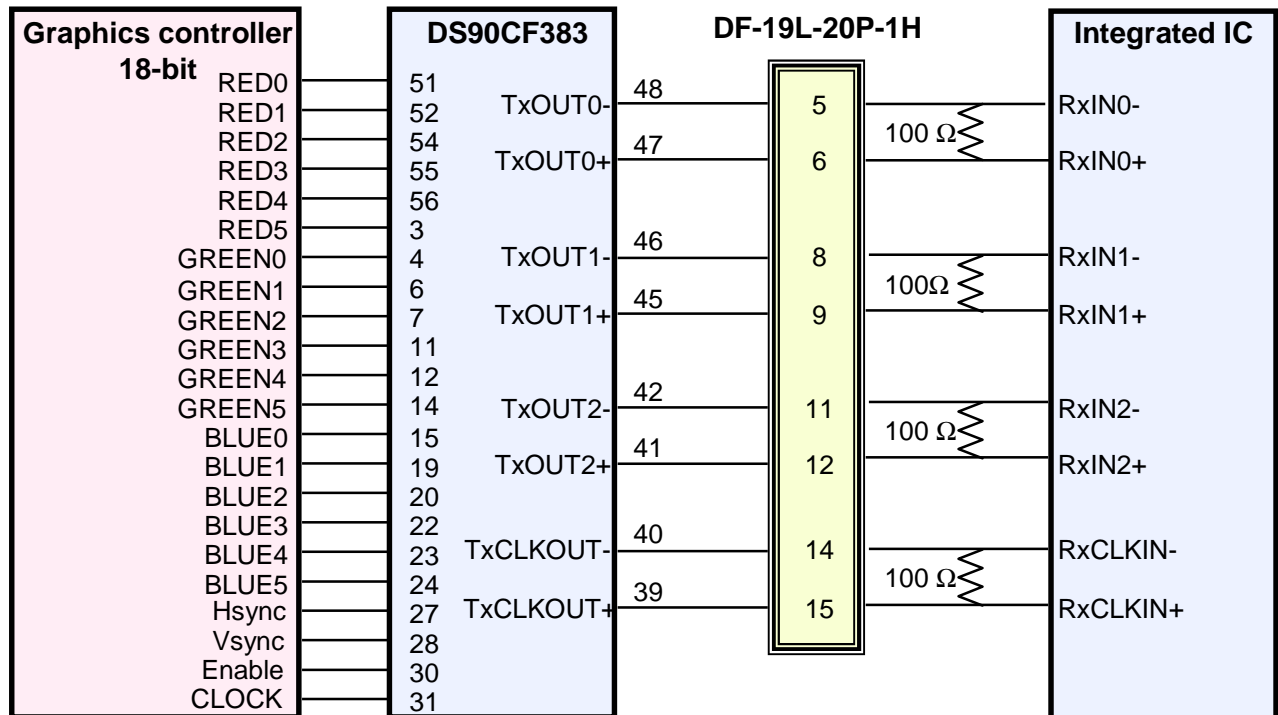 Graphics controller
18-bit
RED0
RED1
RED2
RED3
RED4
RED5
GREEN0
GREEN1
GREEN2
GREEN3
GREEN4
GREEN5
BLUE0
BLUE1
BLUE2
BLUE3
BLUE4
BLUE5
Hsync
Vsync
Enable
CLOCK
DS90CF383
51
52
54
55
56
3
4
6
7
11
12
14
15
19
20
22
23
24
27
28
30
31
TxOUT0-
TxOUT0+
TxOUT1-
TxOUT1+
TxOUT2-
TxOUT2+
TxCLKOUT-
TxCLKOUT+
48
47
46
45
42
41
40
39
DF-19L-20P-1H
5
6
8
9
11
12
14
15
100 Ω
100Ω
100 Ω
100 Ω
Integrated IC
RxIN0-
RxIN0+
RxIN1-
RxIN1+
RxIN2-
RxIN2+
RxCLKIN-
RxCLKIN+